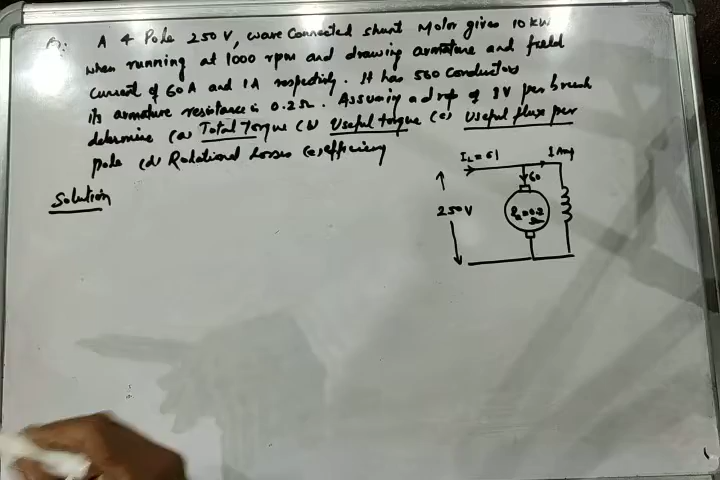 Q: A 4 Pole 250 V, wave Connected shunt Motor gives 10 kW
when running at 1000 rpm and drawing armature and field
current of 60 A and 1A respectively. It has 560 conductors
its armature resistance is 0.2Ω. Assuming a drop of 1V per brush
determine (a) Total Torque (b) Useful torque (c) Useful flux per
pole (d) Rotational losses (e) efficiency
Solution
IL = 61
1 Amp
60
250V
Ra=0.2
Ω